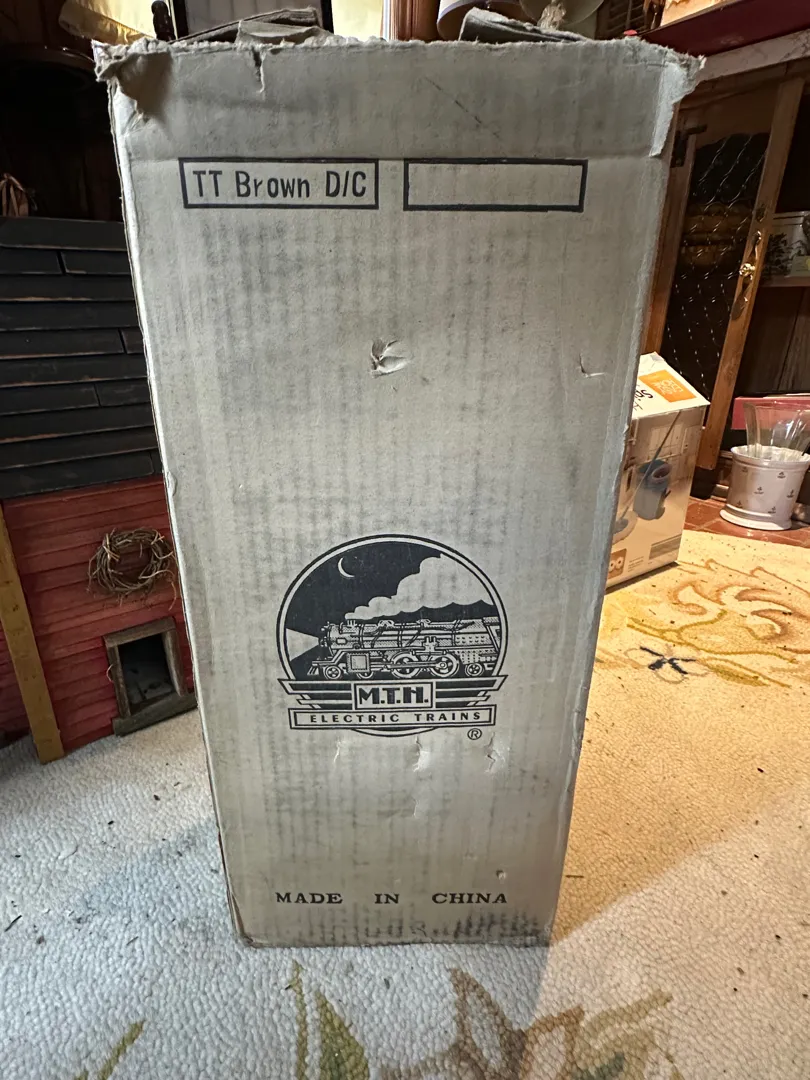 TT Brown D/C
M.T.H.
ELECTRIC TRAINS
®
MADE IN CHINA